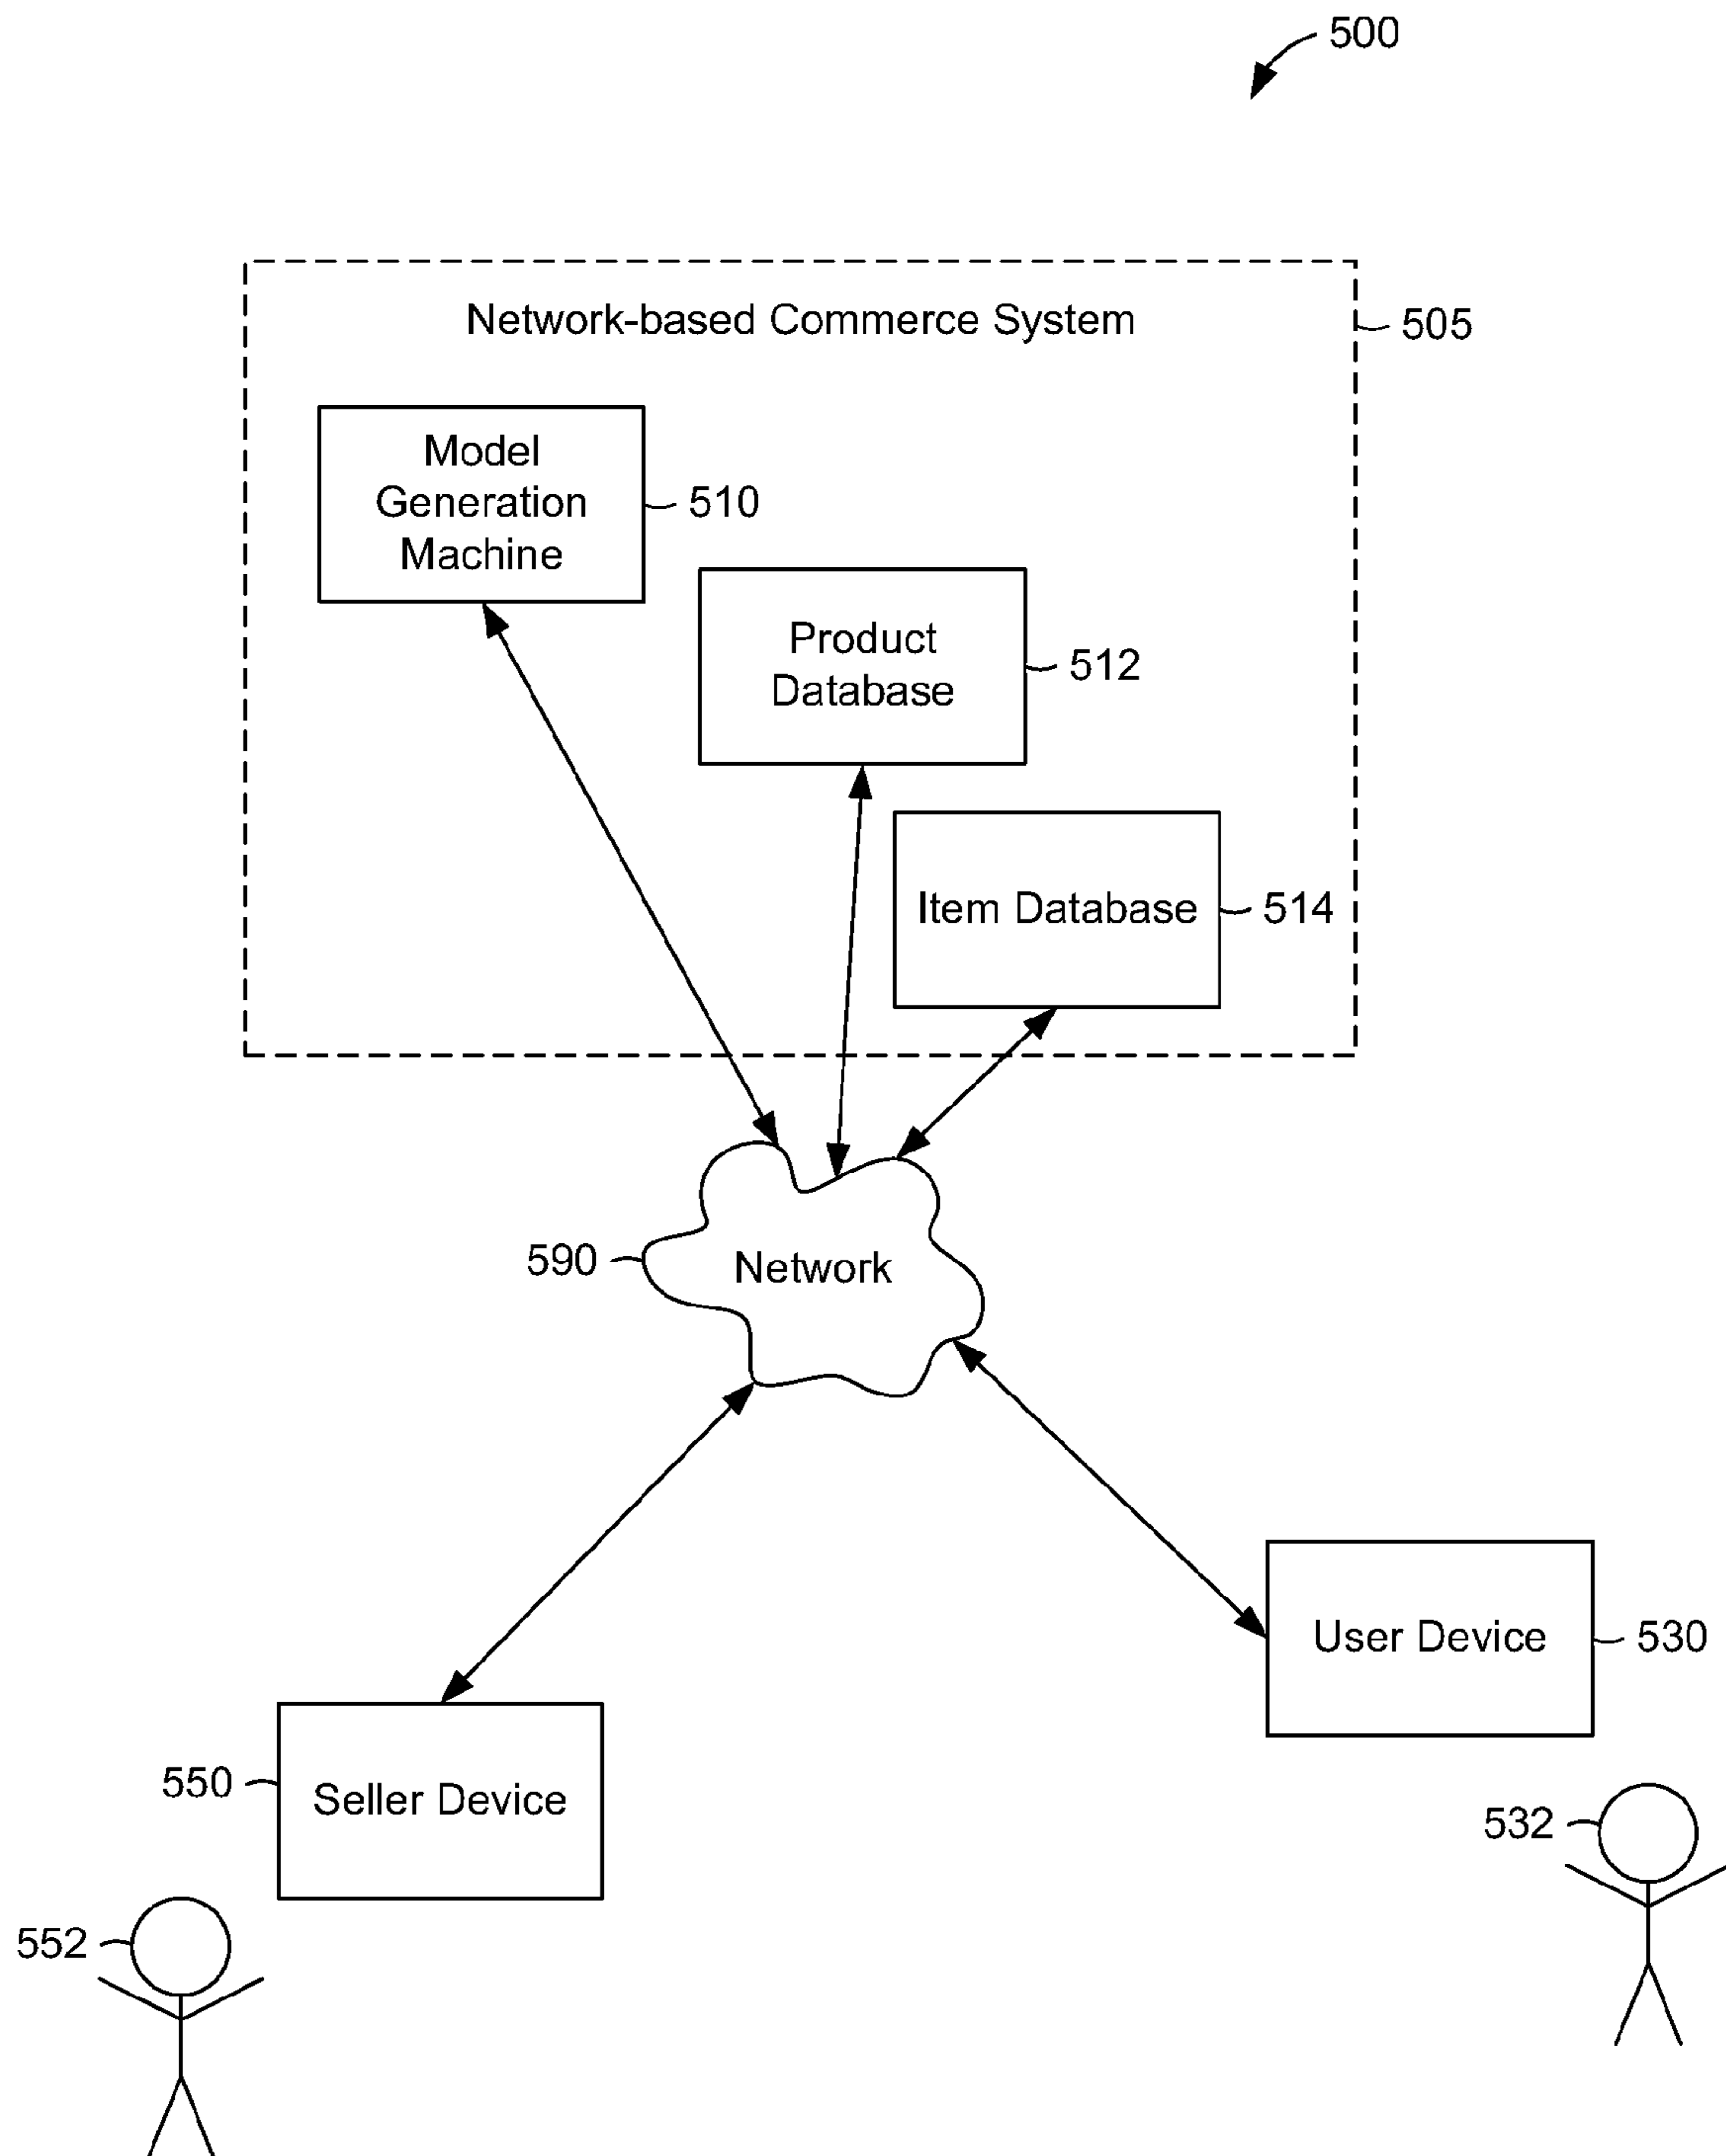 500
Network-based Commerce System
505
Model
Generation
Machine
510
Product
Database
512
Item Database
514
590
Network
User Device
530
550
Seller Device
532
552